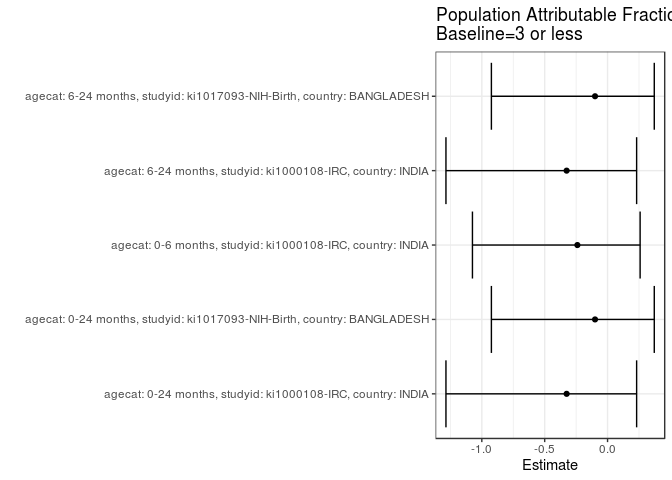 Population Attributable Fractio
Baseline=3 or less
agecat: 6-24 months, studyid: ki1017093-NIH-Birth, country: BANGLADESH
agecat: 6-24 months, studyid: ki1000108-IRC, country: INDIA
agecat: 0-6 months, studyid: ki1000108-IRC, country: INDIA
agecat: 0-24 months, studyid: ki1017093-NIH-Birth, country: BANGLADESH
agecat: 0-24 months, studyid: ki1000108-IRC, country: INDIA
-1.0 -0.5 0.0
Estimate